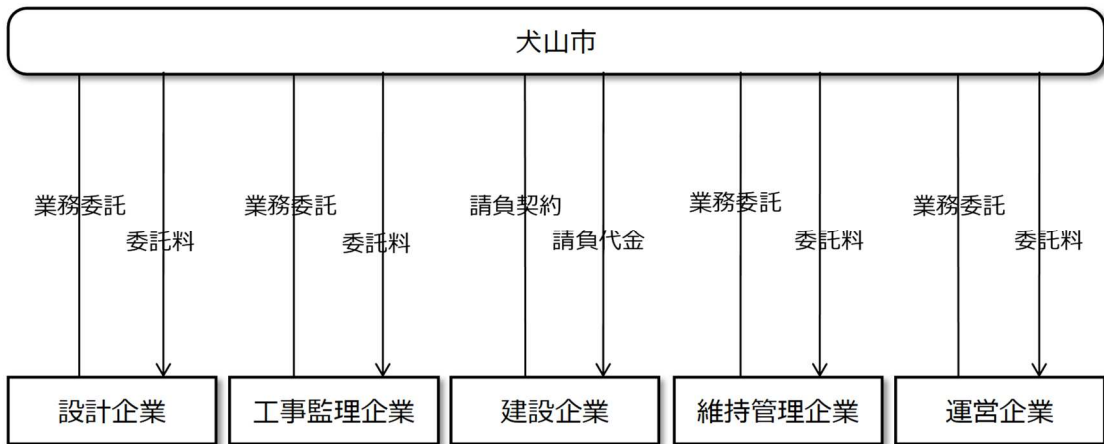 犬山市
業務委託
委託料
業務委託
委託料
請負契約
請負代金
業務委託
委託料
業務委託
委託料
設計企業
工事監理企業
建設企業
維持管理企業
運営企業